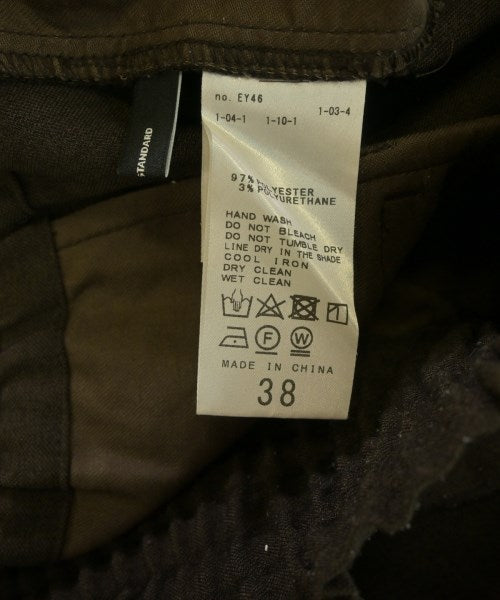 no. EY46
1-03-4
1-04-1 1-10-1
97% POLYESTER
3% POLYURETHANE
HAND WASH
DO NOT BLEACH
DO NOT TUMBLE DRY
LINE DRY IN THE SHADE
COOL IRON
DRY CLEAN
WET CLEAN
F W
MADE IN CHINA
38
STANDARD